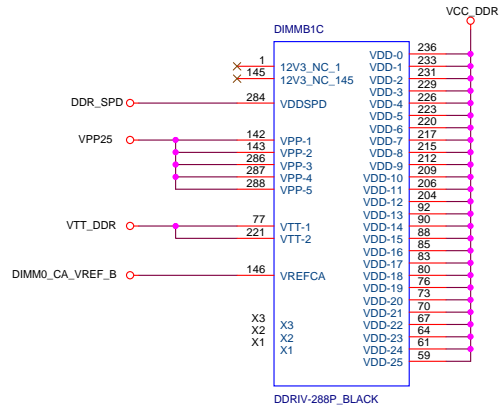 VCC_DDR
DIMMB1C
1 12V3_NC_1 VDD-0 236
145 12V3_NC_145 VDD-1 233
VDD-2 231
VDD-3 229
DDR_SPD 284 VDDSPD VDD-4 226
VDD-5 223
VDD-6 220
VPP25 142 VPP-1 VDD-7 217
143 VPP-2 VDD-8 215
286 VPP-3 VDD-9 212
287 VPP-4 VDD-10 209
288 VPP-5 VDD-11 206
VDD-12 204
VDD-13 92
VTT_DDR 77 VTT-1 VDD-14 90
221 VTT-2 VDD-15 88
VDD-16 85
VDD-17 83
DIMM0_CA_VREF_B 146 VREFCA VDD-18 80
VDD-19 76
VDD-20 73
VDD-21 70
X3 X3 VDD-22 67
X2 X2 VDD-23 64
X1 X1 VDD-24 61
VDD-25 59
DDRIV-288P_BLACK